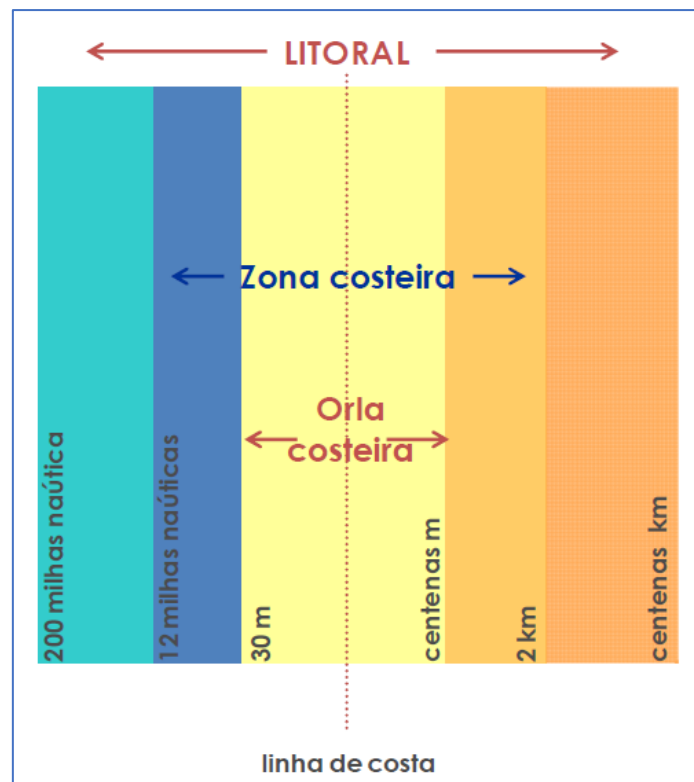 LITORAL
Zona costeira
Orla
costeira
200 milhas naútica
12 milhas naúticas
30 m
centenas m
2 km
centenas km
linha de costa